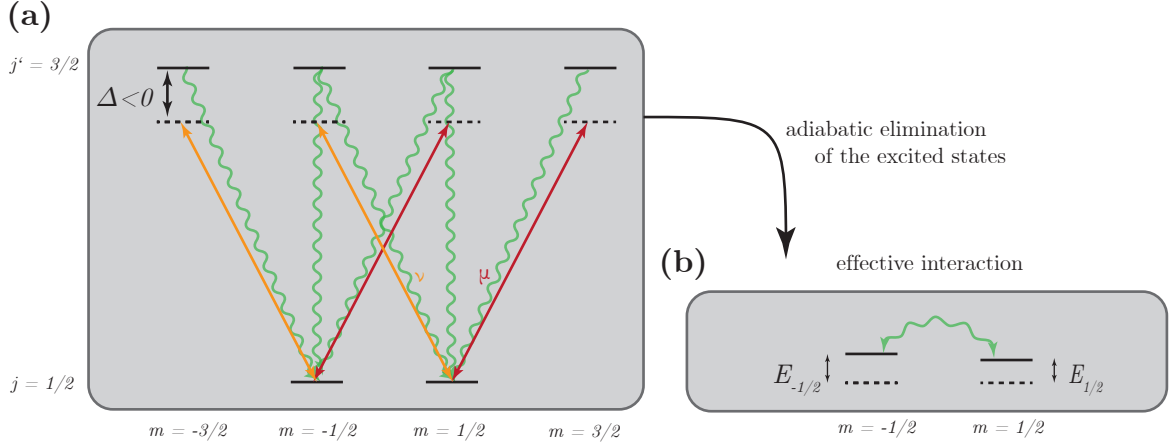 (a)
j' = 3/2
Δ<0
adiabatic elimination
of the excited states
(b)
effective interaction
ν
μ
E-1/2
E1/2
j = 1/2
m = -3/2
m = -1/2
m = 1/2
m = 3/2
m = -1/2
m = 1/2